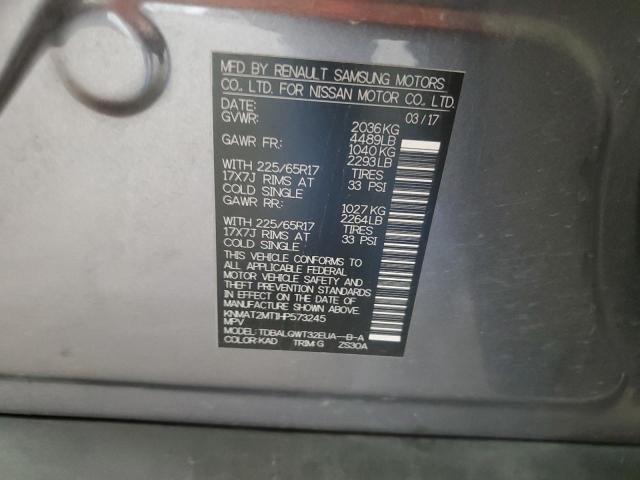 MFD BY RENAULT SAMSUNG MOTORS
CO., LTD. FOR NISSAN MOTOR CO., LTD.
DATE: 03/17
GVWR: 2036KG
4489LB
GAWR FR: 1040KG
2293LB
WITH 225/65R17 TIRES
17X7J RIMS AT 33 PSI
COLD SINGLE
GAWR RR: 1027KG
2264LB
WITH 225/65R17 TIRES
17X7J RIMS AT 33 PSI
COLD SINGLE
THIS VEHICLE CONFORMS TO
ALL APPLICABLE FEDERAL
MOTOR VEHICLE SAFETY AND
THEFT PREVENTION STANDARDS
IN EFFECT ON THE DATE OF
MANUFACTURE SHOWN ABOVE.
KNMAT2MT1HP573245
MPV
MODEL: TDBALGWT32EUA--B-A
COLOR:KAD TRIM:G ZS30A